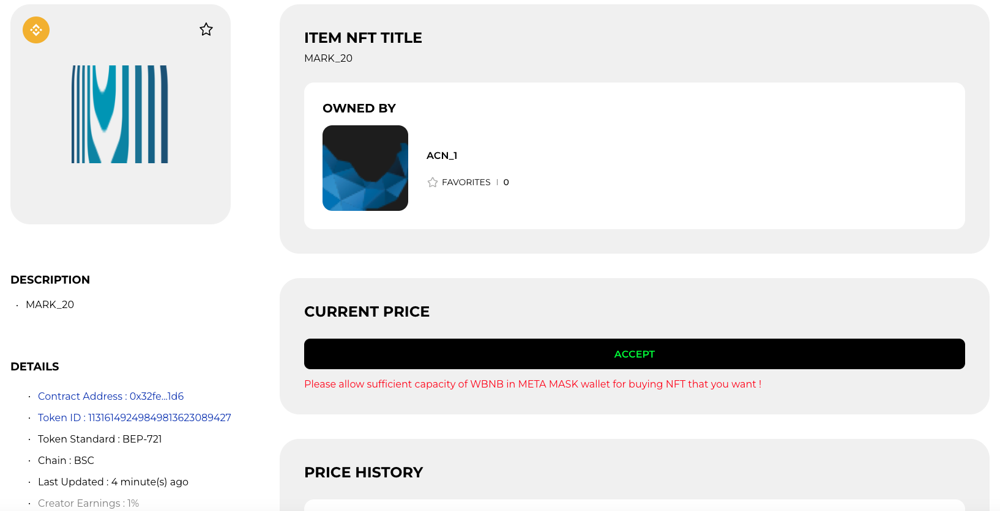 ITEM NFT TITLE
MARK_20
OWNED BY
ACN_1
FAVORITES | 0
DESCRIPTION
· MARK_20
DETAILS
· Contract Address : 0x32fe...1d6
· Token ID : 11316149249849813623089427
· Token Standard : BEP-721
· Chain : BSC
· Last Updated : 4 minute(s) ago
· Creator Earnings : 1%
CURRENT PRICE
ACCEPT
Please allow sufficient capacity of WBNB in META MASK wallet for buying NFT that you want !
PRICE HISTORY